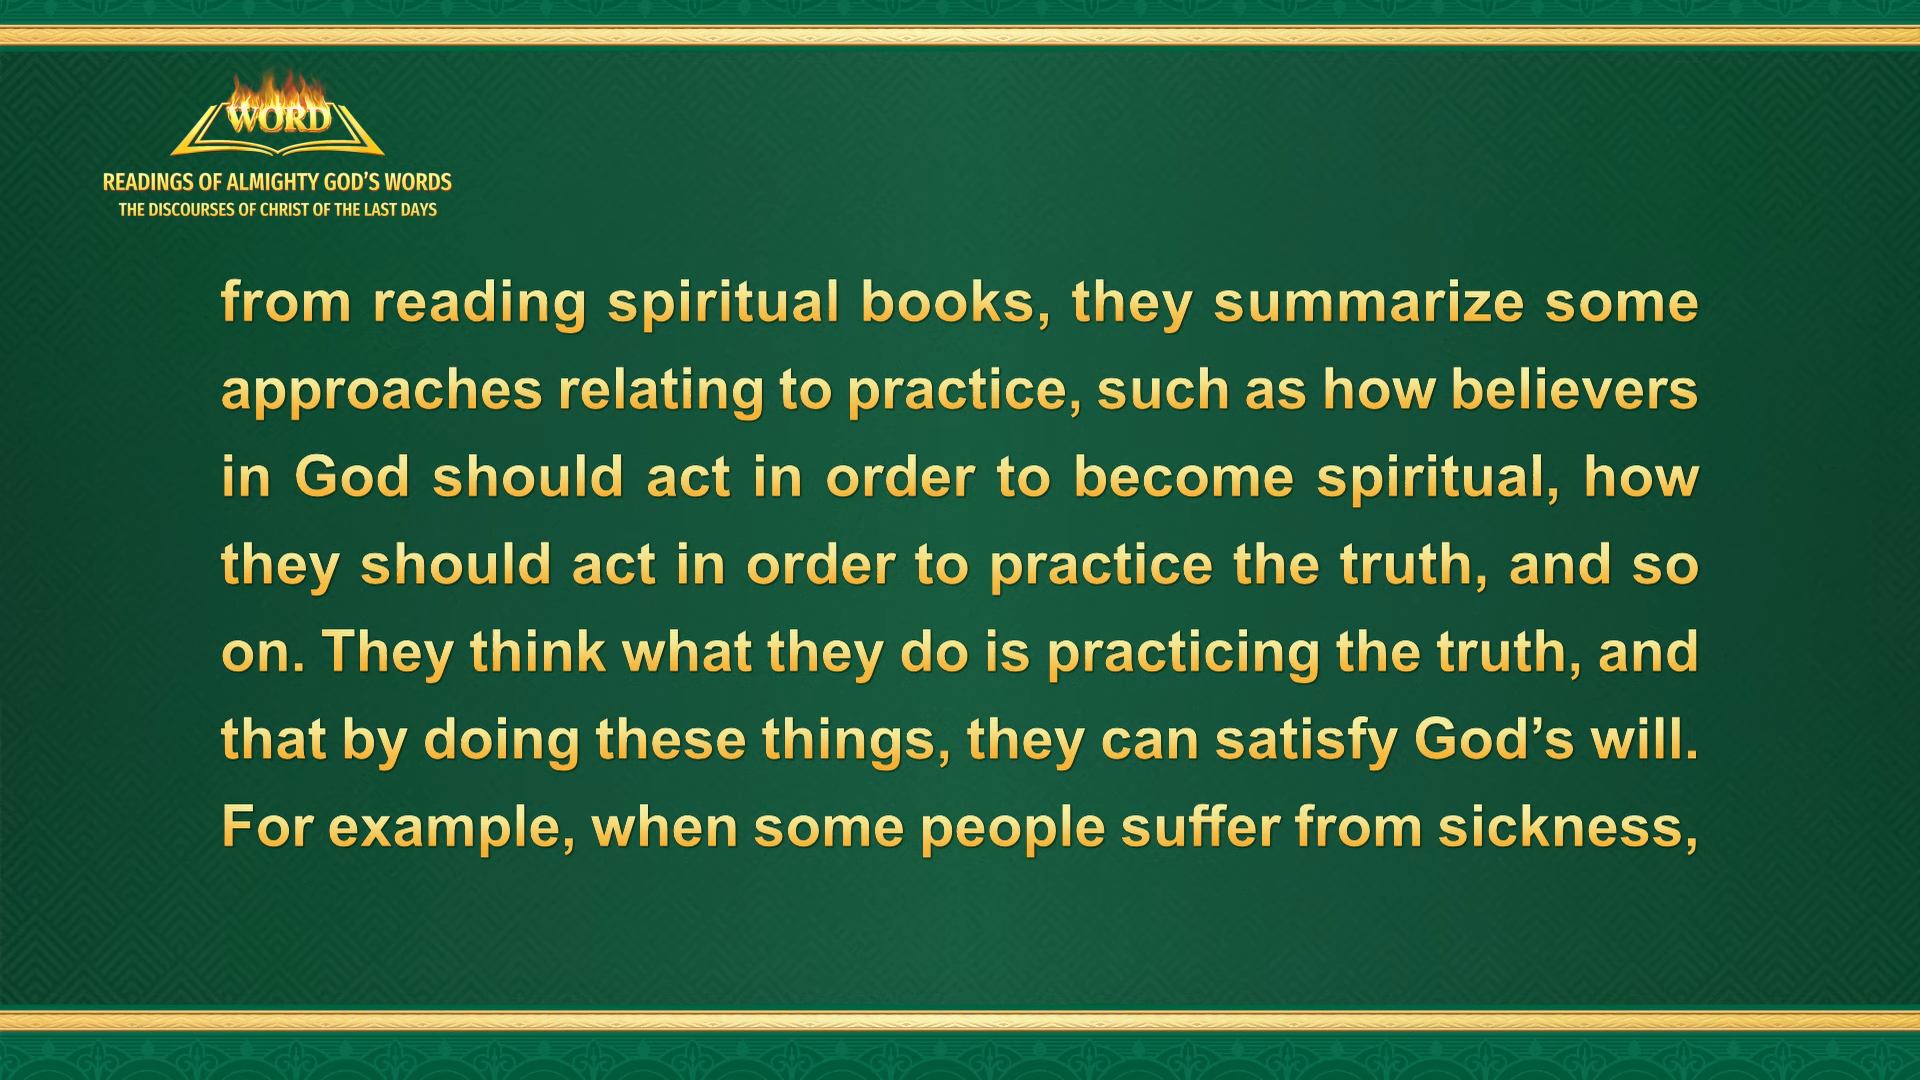 WORD
READINGS OF ALMIGHTY GOD’S WORDS
THE DISCOURSES OF CHRIST OF THE LAST DAYS
from reading spiritual books, they summarize some
approaches relating to practice, such as how believers
in God should act in order to become spiritual, how
they should act in order to practice the truth, and so
on. They think what they do is practicing the truth, and
that by doing these things, they can satisfy God’s will.
For example, when some people suffer from sickness,